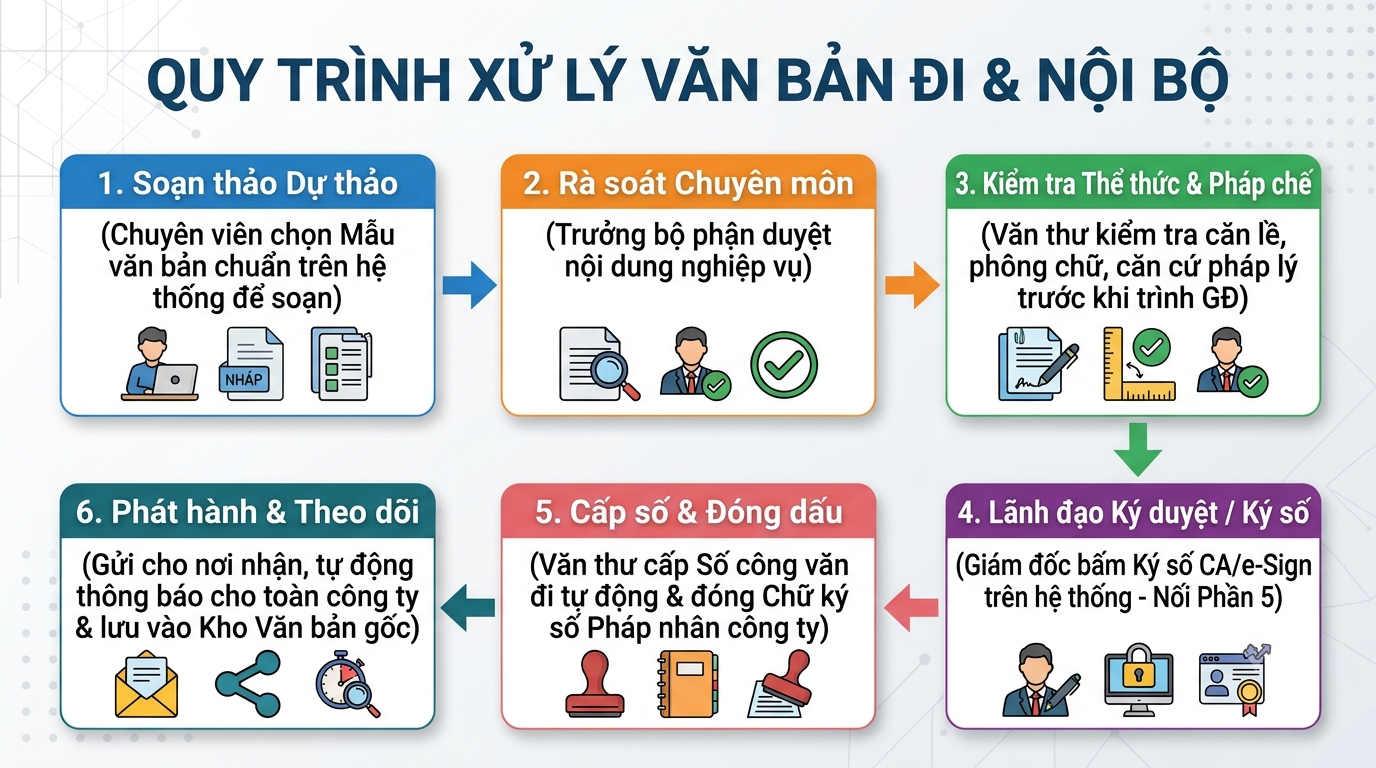 QUY TRÌNH XỬ LÝ VĂN BẢN ĐI & NỘI BỘ
1. Soạn thảo Dự thảo
(Chuyên viên chọn Mẫu
văn bản chuẩn trên hệ
thống để soạn)
NHÁP
2. Rà soát Chuyên môn
(Trưởng bộ phận duyệt
nội dung nghiệp vụ)
3. Kiểm tra Thể thức & Pháp chế
(Văn thư kiểm tra căn lề,
phông chữ, căn cứ pháp lý
trước khi trình GĐ)
4. Lãnh đạo Ký duyệt / Ký số
(Giám đốc bấm Ký số CA/e-Sign
trên hệ thống - Nối Phần 5)
5. Cấp số & Đóng dấu
(Văn thư cấp Số công văn
đi tự động & đóng Chữ ký
số Pháp nhân công ty)
6. Phát hành & Theo dõi
(Gửi cho nơi nhận, tự động
thông báo cho toàn công ty
& lưu vào Kho Văn bản gốc)